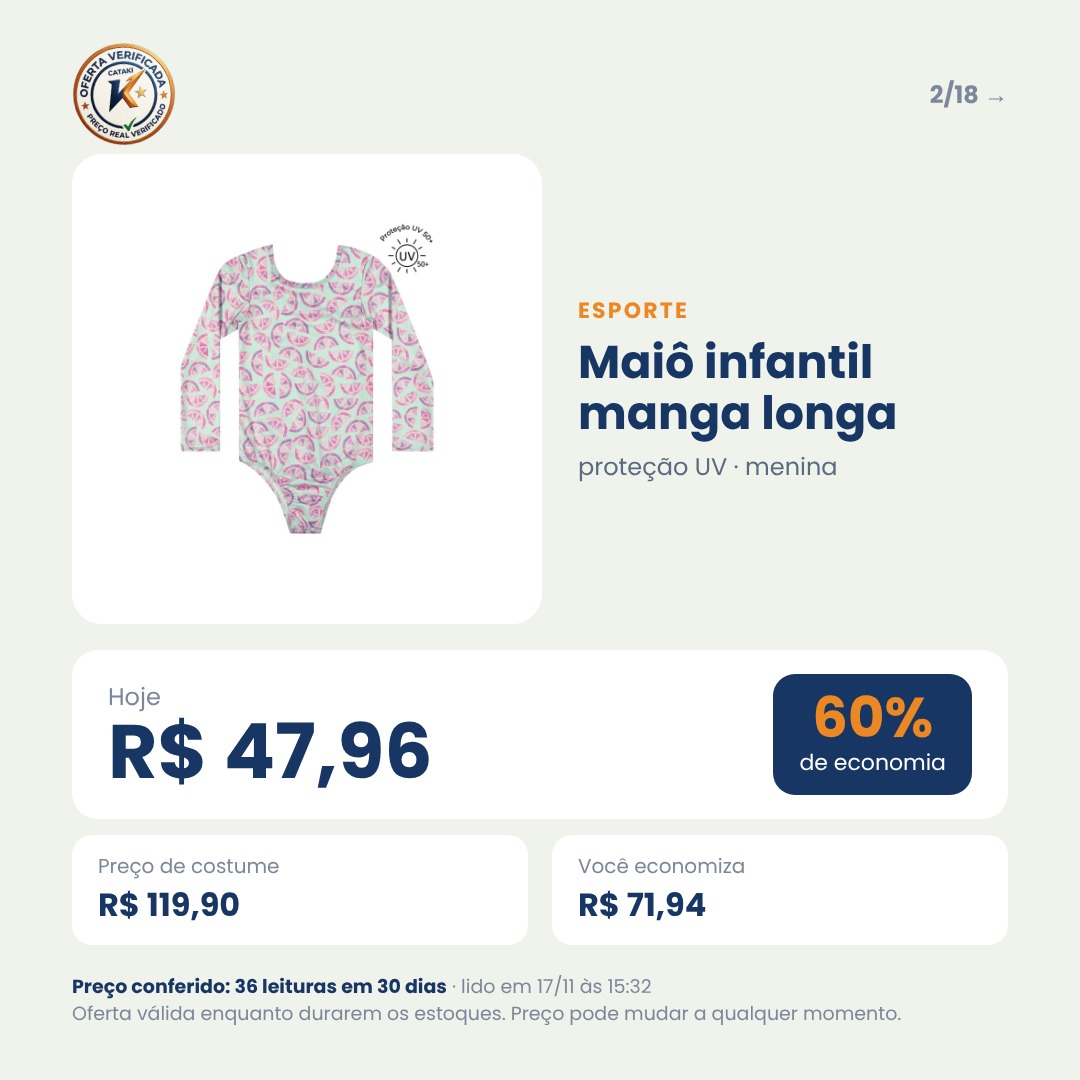 OFERTA VERIFICADA
CATAKI
K
PREÇO REAL VERIFICADO
2/18 →
Proteção UV 50+
UV
50+
ESPORTE
Maiô infantil
manga longa
proteção UV · menina
Hoje
R$ 47,96
60%
de economia
Preço de costume
R$ 119,90
Você economiza
R$ 71,94
Preço conferido: 36 leituras em 30 dias · lido em 17/11 às 15:32
Oferta válida enquanto durarem os estoques. Preço pode mudar a qualquer momento.